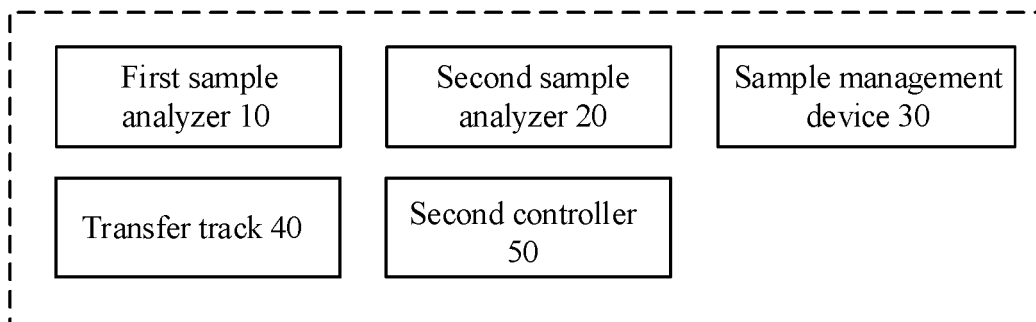 First sample
analyzer 10
Second sample
analyzer 20
Sample management
device 30
Transfer track 40
Second controller
50